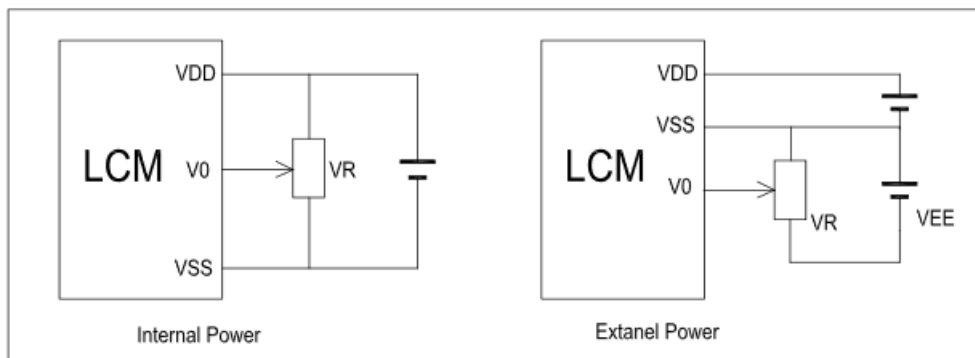 VDD
LCM
V0
VR
VSS
Internal Power
VDD
VSS
LCM
V0
VR
VEE
Extanel Power